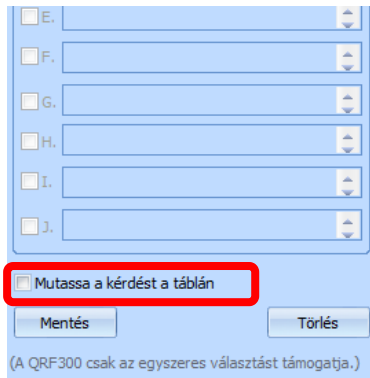 E.
F.
G.
H.
I.
J.
Mutassa a kérdést a táblán
Mentés Törlés
(A QRF300 csak az egyszeres választást támogatja.)